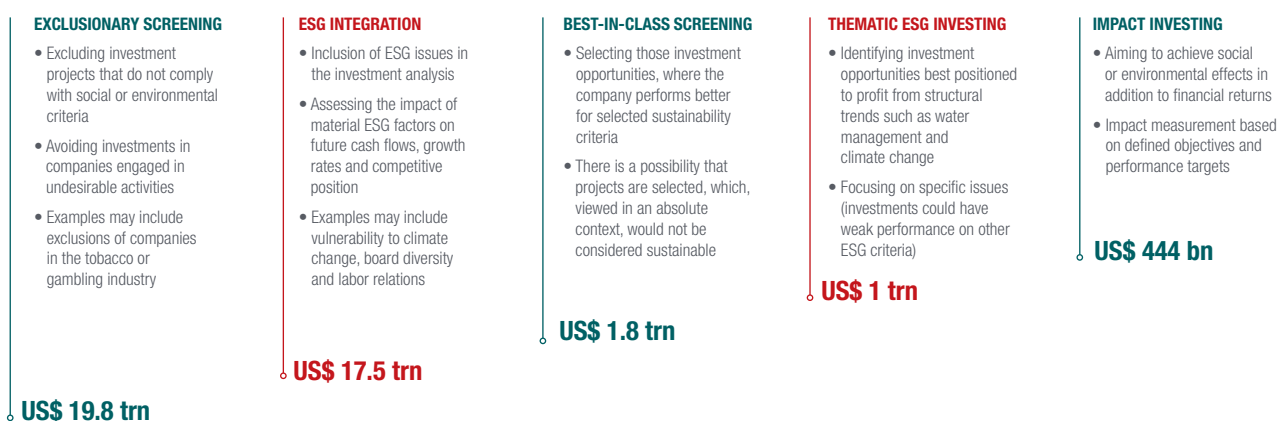 EXCLUSIONARY SCREENING
• Excluding investment
projects that do not comply
with social or environmental
criteria
• Avoiding investments in
companies engaged in
undesirable activities
• Examples may include
exclusions of companies
in the tobacco or
gambling industry
US$ 19.8 trn
ESG INTEGRATION
• Inclusion of ESG issues in
the investment analysis
• Assessing the impact of
material ESG factors on
future cash flows, growth
rates and competitive
position
• Examples may include
vulnerability to climate
change, board diversity
and labor relations
US$ 17.5 trn
BEST-IN-CLASS SCREENING
• Selecting those investment
opportunities, where the
company performs better
for selected sustainability
criteria
• There is a possibility that
projects are selected, which,
viewed in an absolute
context, would not be
considered sustainable
US$ 1.8 trn
THEMATIC ESG INVESTING
• Identifying investment
opportunities best positioned
to profit from structural
trends such as water
management and
climate change
• Focusing on specific issues
(investments could have
weak performance on other
ESG criteria)
US$ 1 trn
IMPACT INVESTING
• Aiming to achieve social
or environmental effects in
addition to financial returns
• Impact measurement based
on defined objectives and
performance targets
US$ 444 bn